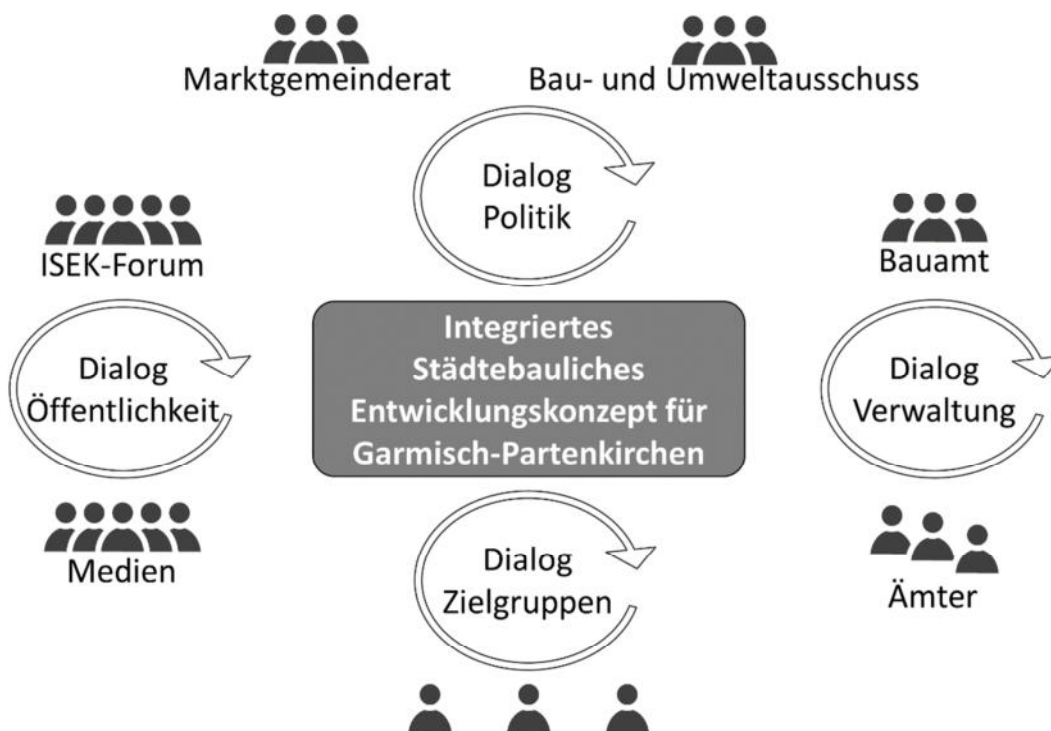 Marktgemeinderat
Bau- und Umweltausschuss
Dialog
Politik
ISEK-Forum
Bauamt
Dialog
Öffentlichkeit
Integriertes
Städtebauliches
Entwicklungskonzept für
Garmisch-Partenkirchen
Dialog
Verwaltung
Medien
Dialog
Zielgruppen
Ämter